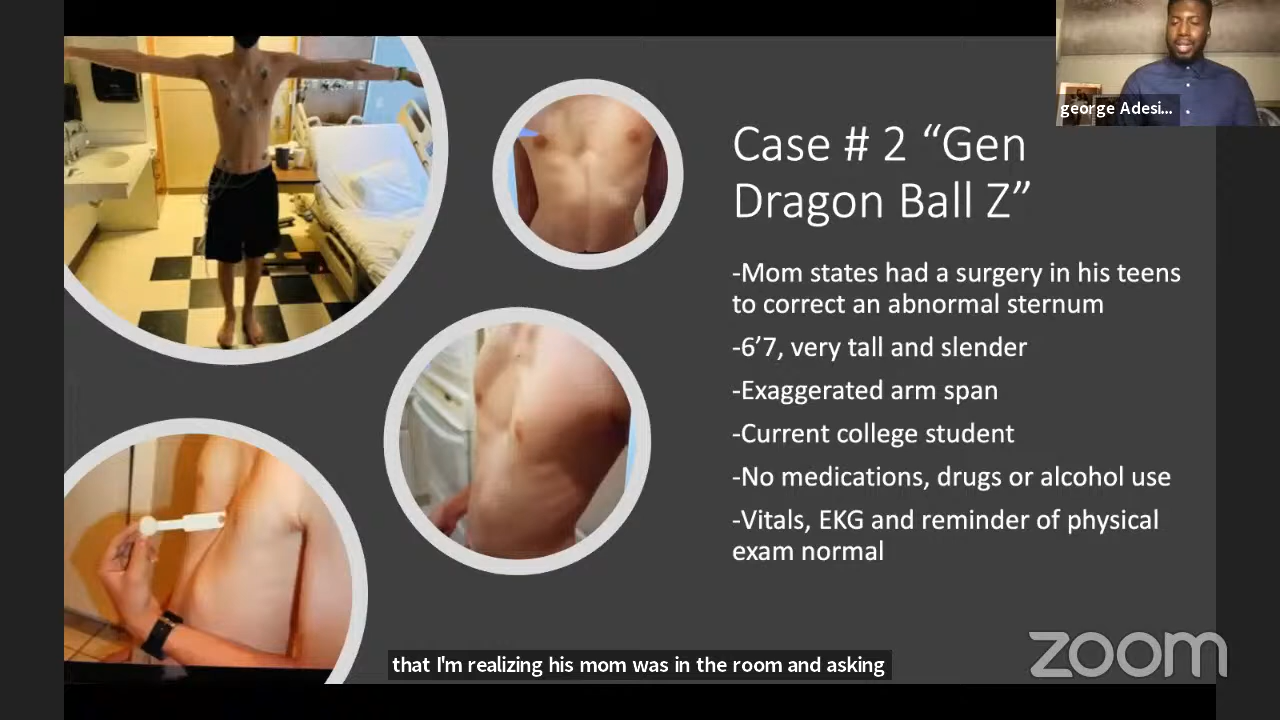 george Adesi...
Case # 2 “Gen
Dragon Ball Z”
-Mom states had a surgery in his teens
to correct an abnormal sternum
-6’7, very tall and slender
-Exaggerated arm span
-Current college student
-No medications, drugs or alcohol use
-Vitals, EKG and reminder of physical
exam normal
that I'm realizing his mom was in the room and asking
zoom